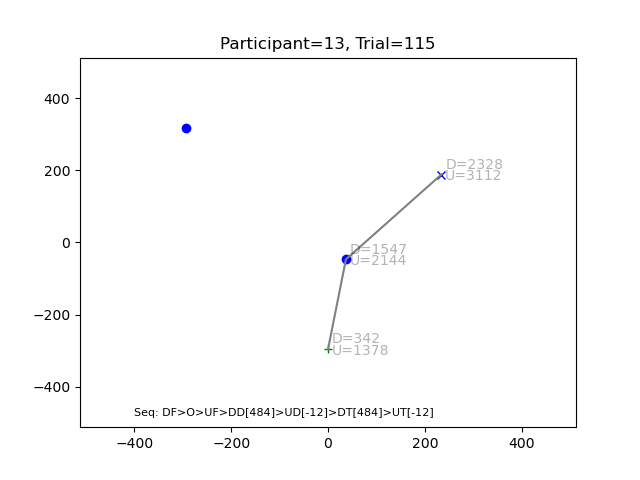 Participant=13, Trial=115
400
200
0
−200
−400
D=2328
U=3112
D=1547
U=2144
D=342
U=1378
Seq: DF>O>UF>DD[484]>UD[-12]>DT[484]>UT[-12]
−400 −200 0 200 400